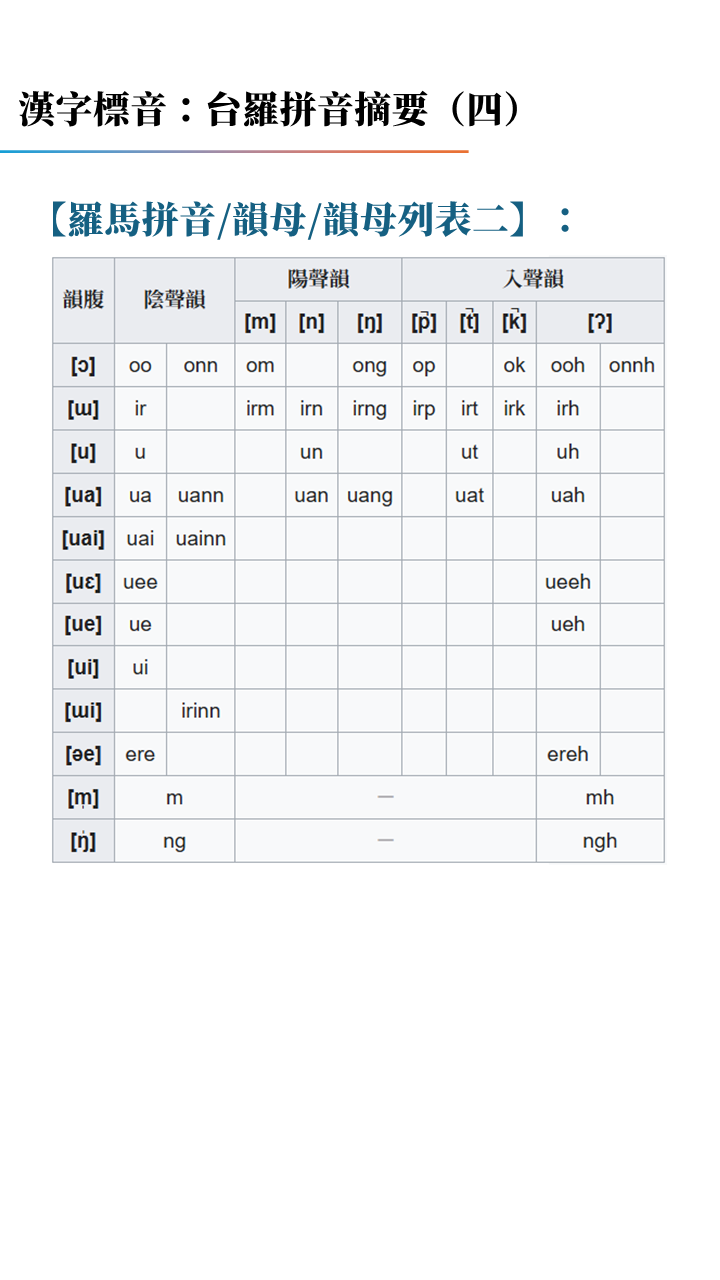 漢字標音：台羅拼音摘要（四）
【羅馬拼音/韻母/韻母列表二】：
韻腹 陰聲韻 陽聲韻 入聲韻
[m] [n] [ŋ] [p̚] [t̚] [k̚] [ʔ]
[ɔ] oo onn om ong op ok ooh onnh
[ɯ] ir irm irn irng irp irt irk irh
[u] u un ut uh
[ua] ua uann uan uang uat uah
[uai] uai uainn
[uɛ] uee ueeh
[ue] ue ueh
[ui] ui
[ɯi] irinn
[əe] ere ereh
[m̩] m — mh
[ŋ̍] ng — ngh